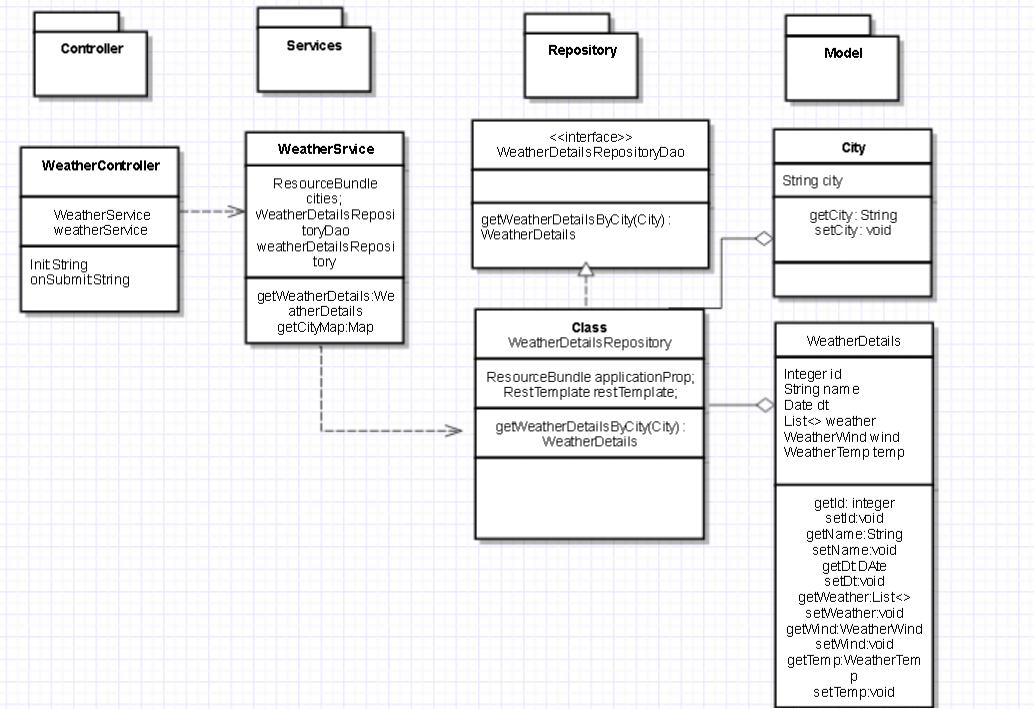 Controller
Services
Repository
Model
WeatherController
WeatherService
weatherService
Init:String
onSubmit:String
WeatherSrvice
ResourceBundle
cities;
WeatherDetailsReposi
toryDao
weatherDetailsReposi
tory
getWeatherDetails:We
atherDetails
getCityMap:Map
<<interface>>
WeatherDetailsRepositoryDao
getWeatherDetailsByCity(City) :
WeatherDetails
Class
WeatherDetailsRepository
ResourceBundle applicationProp;
RestTemplate restTemplate;
getWeatherDetailsByCity(City) :
WeatherDetails
City
String city
getCity: String
setCity: void
WeatherDetails
Integer id
String name
Date dt
List<> weather
WeatherWind wind
WeatherTemp temp
getId: integer
setId:void
getName:String
setName:void
getDt:DAte
setDt:void
getWeather:List<>
setWeather:void
getWind:WeatherWind
setWind:void
getTemp:WeatherTem
p
setTemp:void